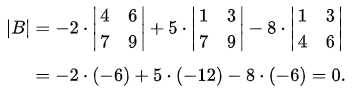 |B| = −2 · |4 6; 7 9| + 5 · |1 3; 7 9| − 8 · |1 3; 4 6|
= −2 · (−6) + 5 · (−12) − 8 · (−6) = 0.